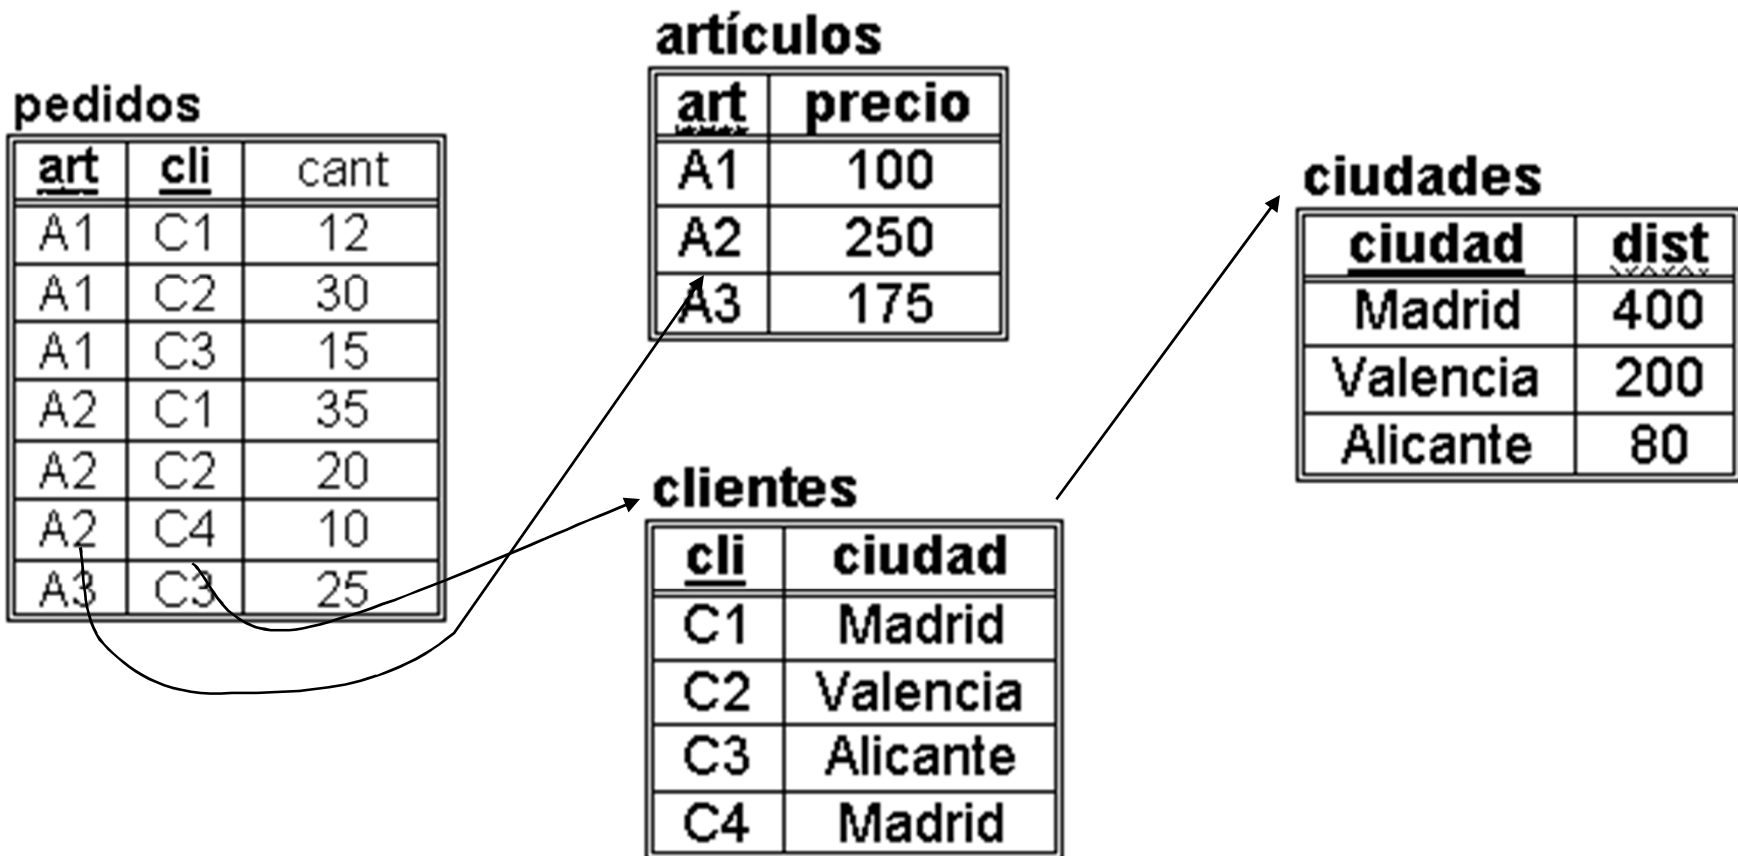 pedidos
art cli cant
A1 C1 12
A1 C2 30
A1 C3 15
A2 C1 35
A2 C2 20
A2 C4 10
A3 C3 25
artículos
art precio
A1 100
A2 250
A3 175
clientes
cli ciudad
C1 Madrid
C2 Valencia
C3 Alicante
C4 Madrid
ciudades
ciudad dist
Madrid 400
Valencia 200
Alicante 80